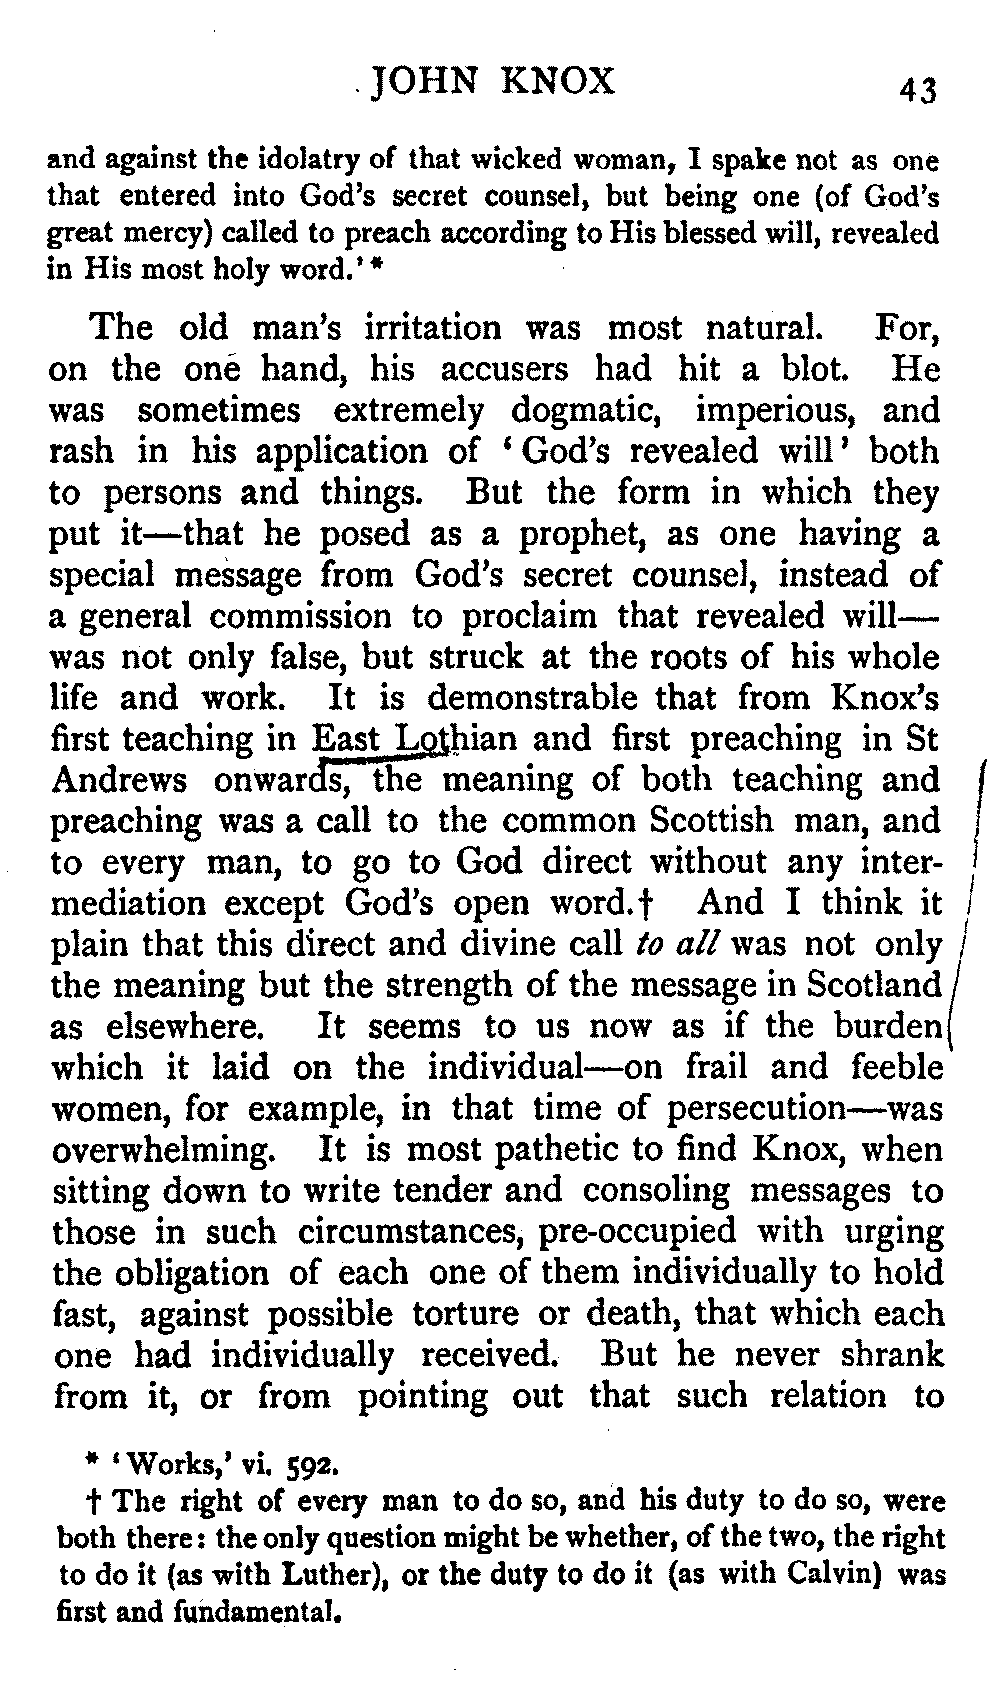 JOHN KNOX 43
and against the idolatry of that wicked woman, I spake not as one
that entered into God's secret counsel, but being one (of God's
great mercy) called to preach according to His blessed will, revealed
in His most holy word.'*
The old man's irritation was most natural. For,
on the one hand, his accusers had hit a blot. He
was sometimes extremely dogmatic, imperious, and
rash in his application of 'God's revealed will' both
to persons and things. But the form in which they
put it—that he posed as a prophet, as one having a
special message from God's secret counsel, instead of
a general commission to proclaim that revealed will—
was not only false, but struck at the roots of his whole
life and work. It is demonstrable that from Knox's
first teaching in East Lothian and first preaching in St
Andrews onwards, the meaning of both teaching and
preaching was a call to the common Scottish man, and
to every man, to go to God direct without any inter-
mediation except God's open word.† And I think it
plain that this direct and divine call to all was not only
the meaning but the strength of the message in Scotland
as elsewhere. It seems to us now as if the burden
which it laid on the individual—on frail and feeble
women, for example, in that time of persecution—was
overwhelming. It is most pathetic to find Knox, when
sitting down to write tender and consoling messages to
those in such circumstances, pre-occupied with urging
the obligation of each one of them individually to hold
fast, against possible torture or death, that which each
one had individually received. But he never shrank
from it, or from pointing out that such relation to
* 'Works,' vi. 592.
† The right of every man to do so, and his duty to do so, were
both there: the only question might be whether, of the two, the right
to do it (as with Luther), or the duty to do it (as with Calvin) was
first and fundamental.